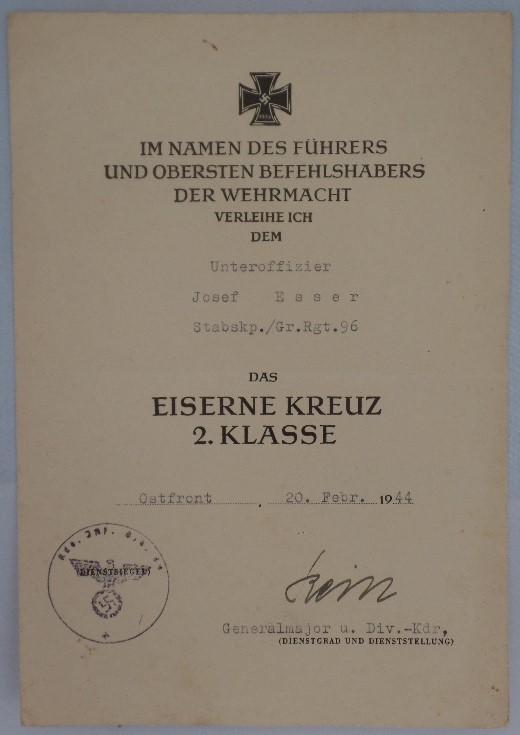 IM NAMEN DES FÜHRERS
UND OBERSTEN BEFEHLSHABERS
DER WEHRMACHT
VERLEIHE ICH
DEM
Unteroffizier
Josef E s s e r
Stabskp./Gr.Rgt.96
DAS
EISERNE KREUZ
2. KLASSE
Ostfront, 20. Febr. 1944
(DIENSTSIEGEL)
Generalmajor u. Div.-Kdr,
(DIENSTGRAD UND DIENSTSTELLUNG)